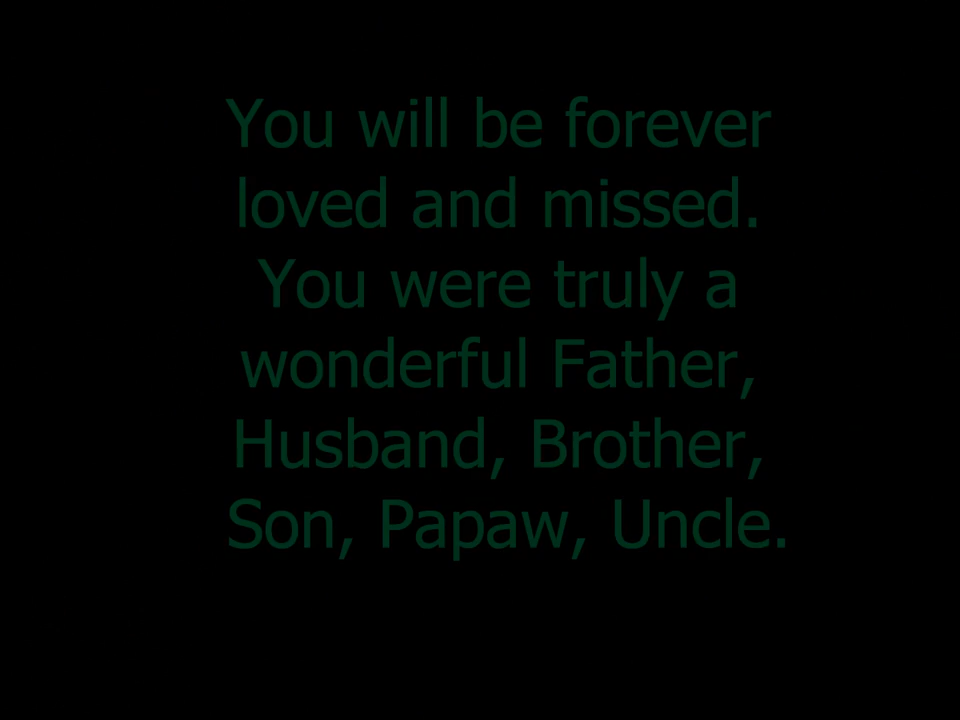 You will be forever
loved and missed.
You were truly a
wonderful Father,
Husband, Brother,
Son, Papaw, Uncle.